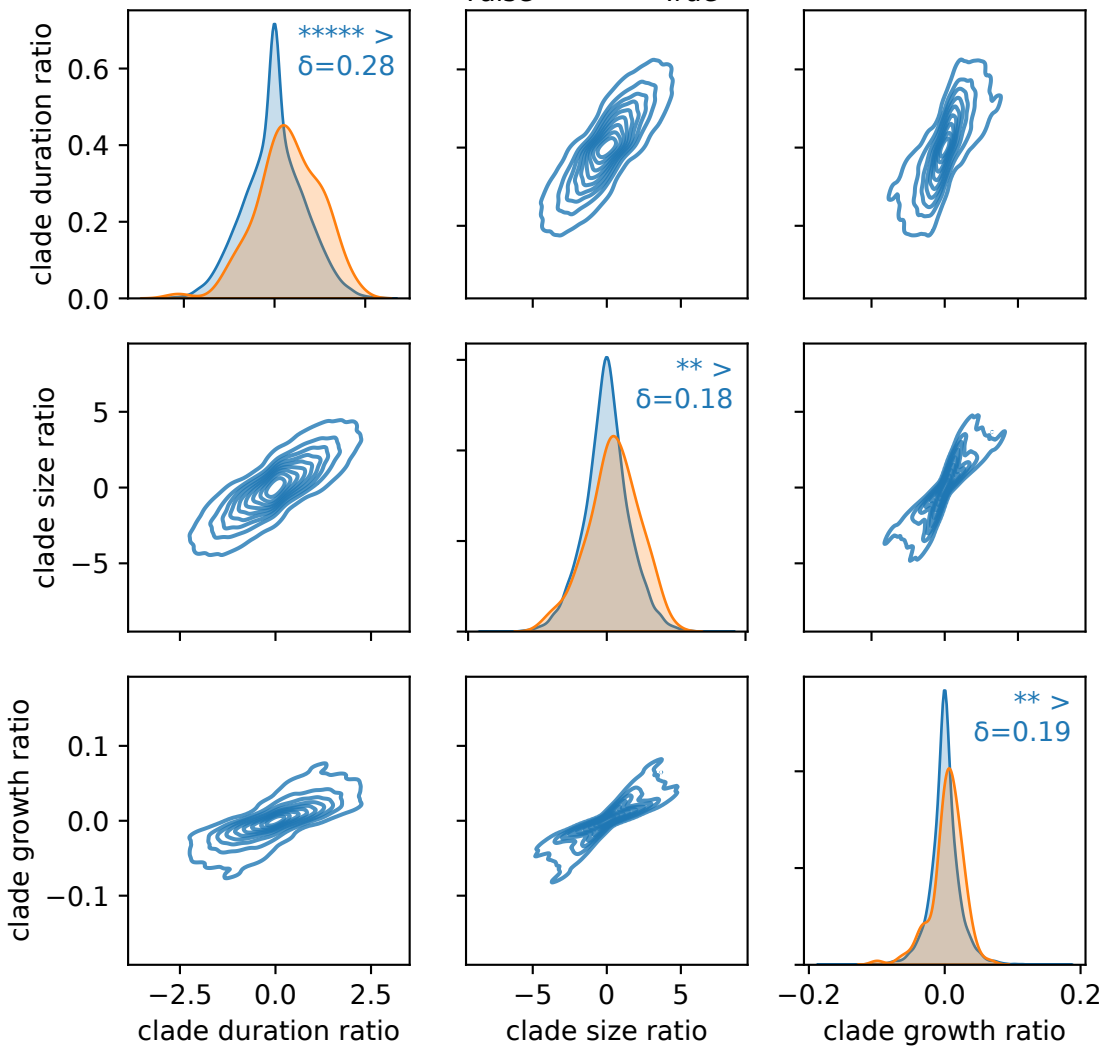 clade duration ratio
0.6
0.4
0.2
0.0
***** >
δ=0.28
clade size ratio
5
0
−5
** >
δ=0.18
clade growth ratio
0.1
0.0
−0.1
** >
δ=0.19
−2.5 0.0 2.5
−5 0 5
−0.2 0.0 0.2
clade duration ratio
clade size ratio
clade growth ratio